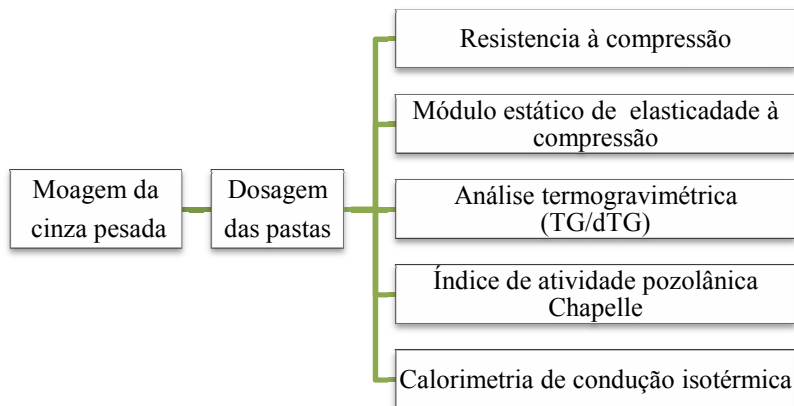 Moagem da
cinza pesada
Dosagem
das pastas
Resistencia à compressão
Módulo estático de elasticadade à
compressão
Análise termogravimétrica
(TG/dTG)
Índice de atividade pozolânica
Chapelle
Calorimetria de condução isotérmica